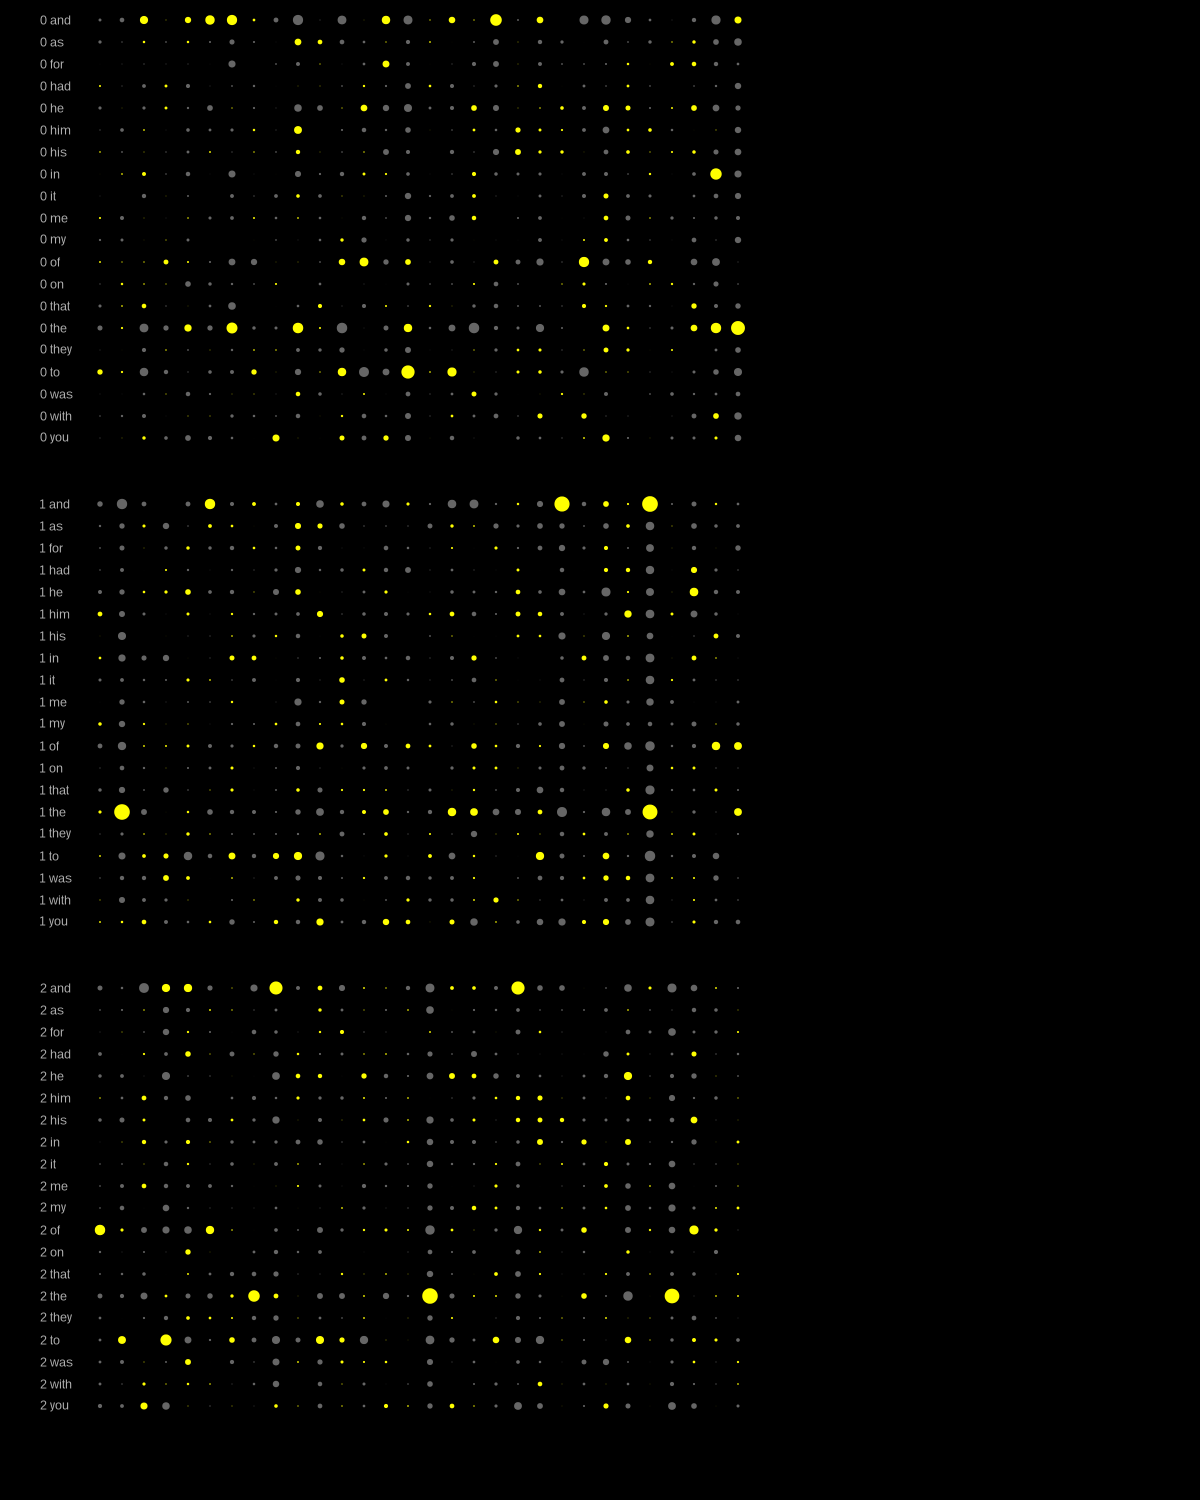 0 and
0 as
0 for
0 had
0 he
0 him
0 his
0 in
0 it
0 me
0 my
0 of
0 on
0 that
0 the
0 they
0 to
0 was
0 with
0 you
1 and
1 as
1 for
1 had
1 he
1 him
1 his
1 in
1 it
1 me
1 my
1 of
1 on
1 that
1 the
1 they
1 to
1 was
1 with
1 you
2 and
2 as
2 for
2 had
2 he
2 him
2 his
2 in
2 it
2 me
2 my
2 of
2 on
2 that
2 the
2 they
2 to
2 was
2 with
2 you